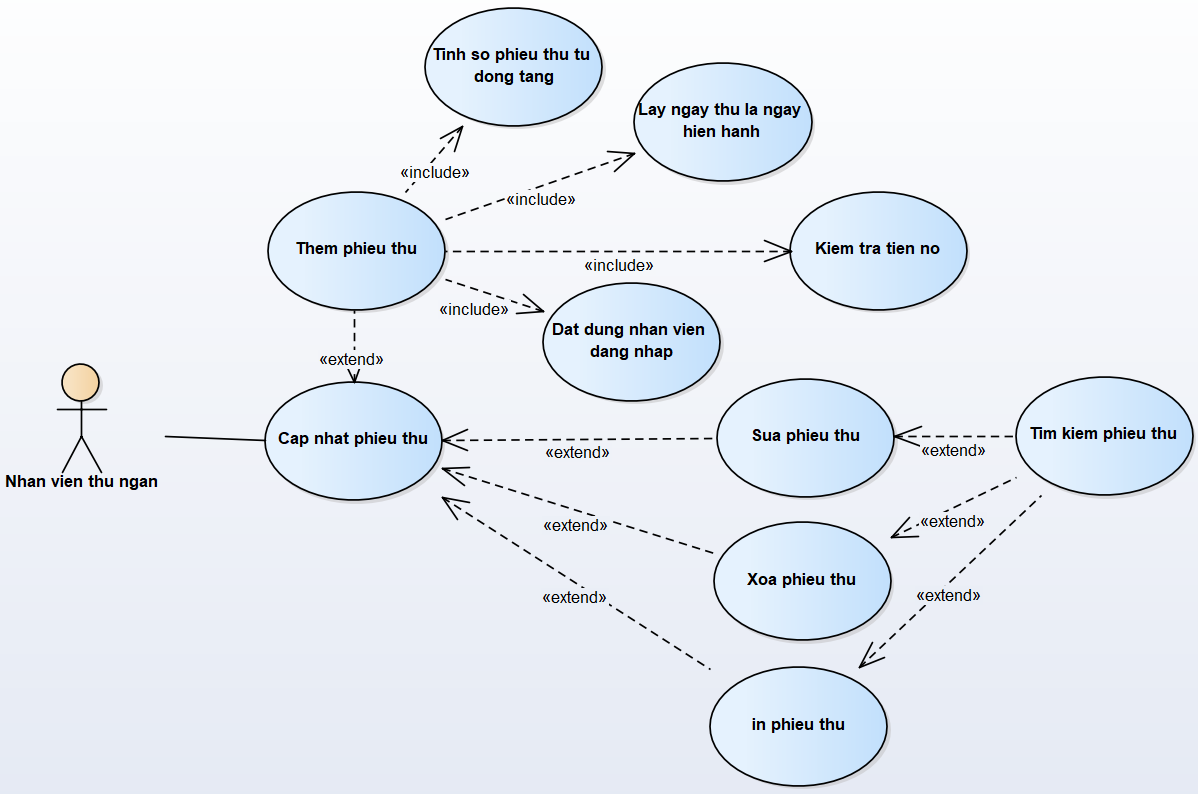 Tinh so phieu thu tu
dong tang
Lay ngay thu la ngay
hien hanh
«include»
«include»
Them phieu thu
Kiem tra tien no
«include»
«include»
Dat dung nhan vien
dang nhap
«extend»
Cap nhat phieu thu
Sua phieu thu
Tim kiem phieu thu
«extend»
«extend»
Nhan vien thu ngan
«extend»
«extend»
Xoa phieu thu
«extend»
«extend»
in phieu thu